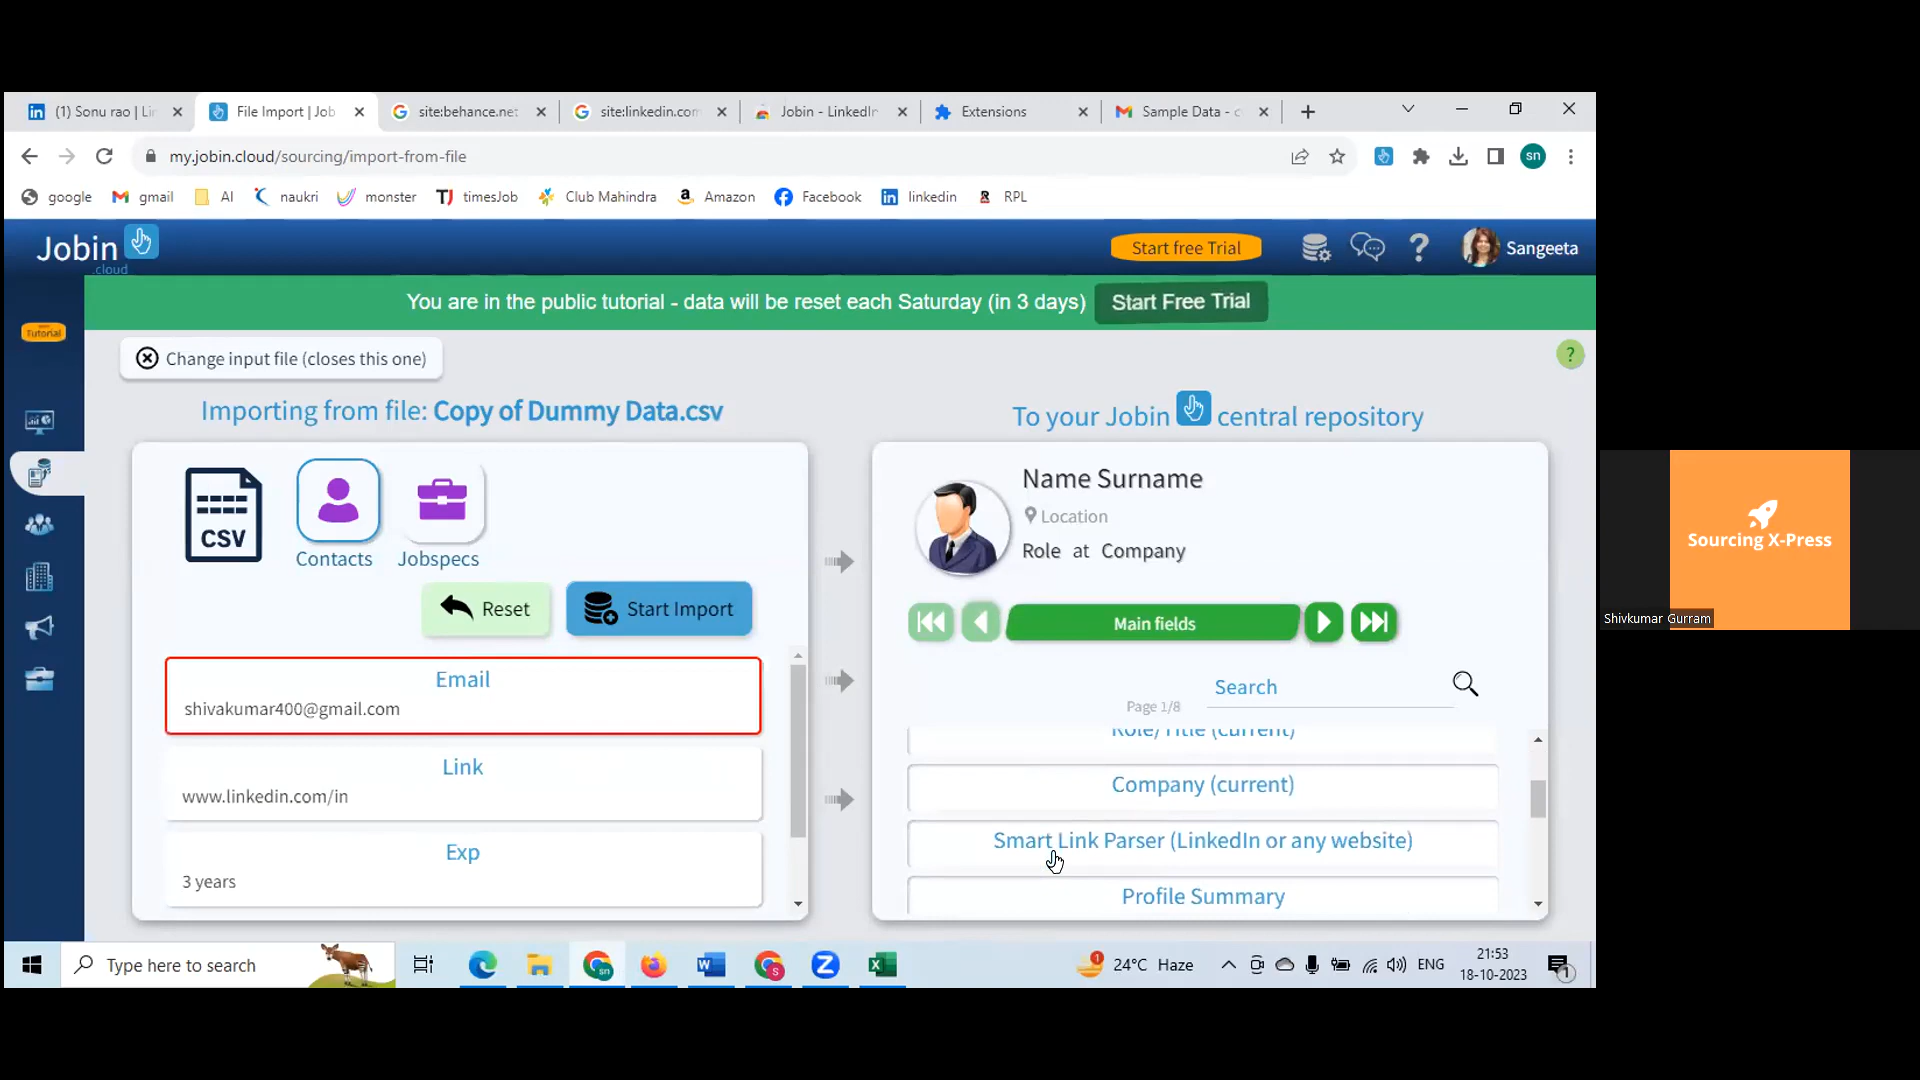 (1) Sonu rao | Lir
File Import | Job
site:behance.net
site:linkedin.com
Jobin - LinkedIn
Extensions
Sample Data - c
my.jobin.cloud/sourcing/import-from-file
sn
google
gmail
AI
naukri
monster
TJ timesJob
Club Mahindra
Amazon
Facebook
linkedin
RPL
Jobin
.cloud
Start free Trial
?
Sangeeta
You are in the public tutorial - data will be reset each Saturday (in 3 days)
Start Free Trial
Tutorial
Change input file (closes this one)
?
Importing from file: Copy of Dummy Data.csv
To your Jobin central repository
CSV
Contacts
Jobspecs
Reset
Start Import
Email
shivakumar400@gmail.com
Link
www.linkedin.com/in
Exp
3 years
Name Surname
Location
Role at Company
Main fields
Search
Page 1/8
Role/Title (current)
Company (current)
Smart Link Parser (LinkedIn or any website)
Profile Summary
Sourcing X-Press
Shivkumar Gurram
Type here to search
24°C Haze
ENG
21:53
18-10-2023